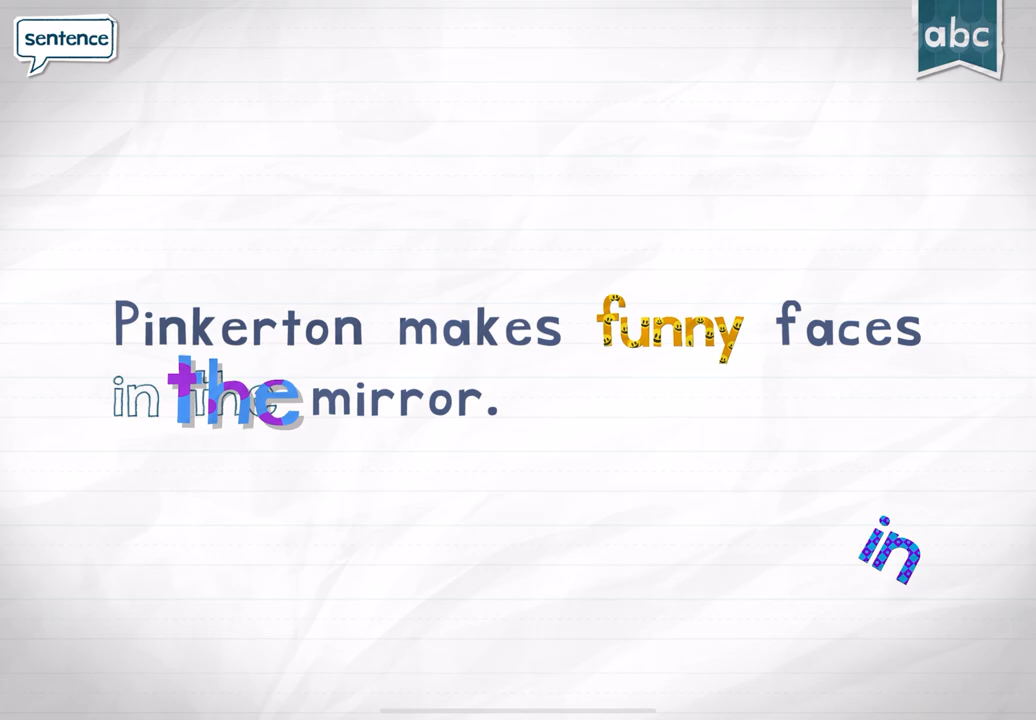 sentence
abc
Pinkerton makes funny faces
in the mirror.
in